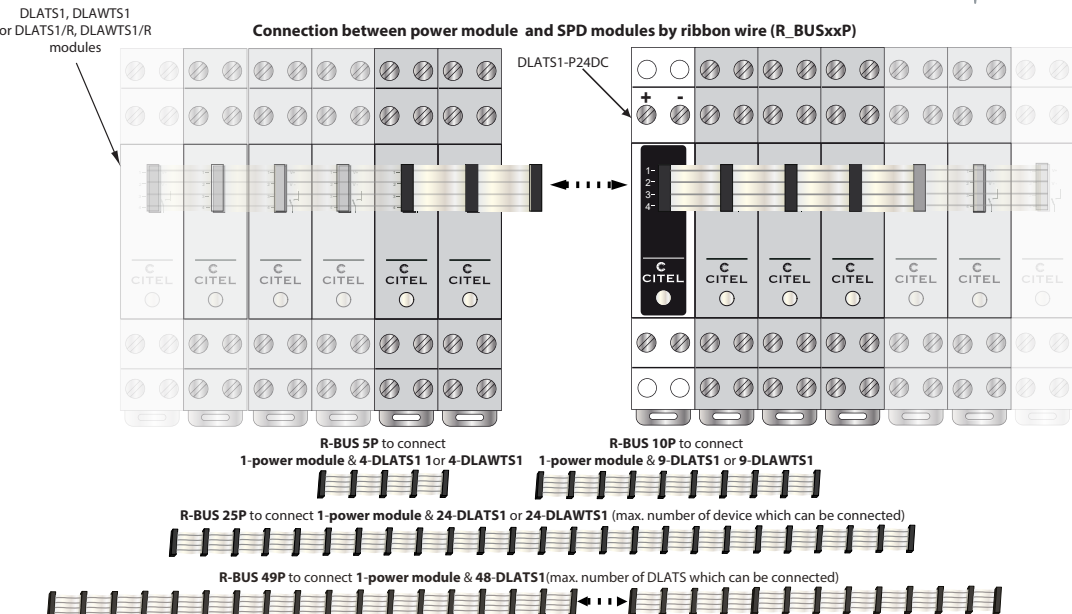 DLATS1, DLAWTS1
or DLATS1/R, DLAWTS1/R
modules
Connection between power module and SPD modules by ribbon wire (R_BUSxxP)
DLATS1-P24DC
+ -
1-
2-
3-
4-
C C C C C C
CITEL CITEL CITEL CITEL CITEL CITEL
C C C C C C C
CITEL CITEL CITEL CITEL CITEL CITEL CITEL
R-BUS 5P to connect
1-power module & 4-DLATS1 1or 4-DLAWTS1
R-BUS 10P to connect
1-power module & 9-DLATS1 or 9-DLAWTS1
R-BUS 25P to connect 1-power module & 24-DLATS1 or 24-DLAWTS1 (max. number of device which can be connected)
R-BUS 49P to connect 1-power module & 48-DLATS1(max. number of DLATS which can be connected)